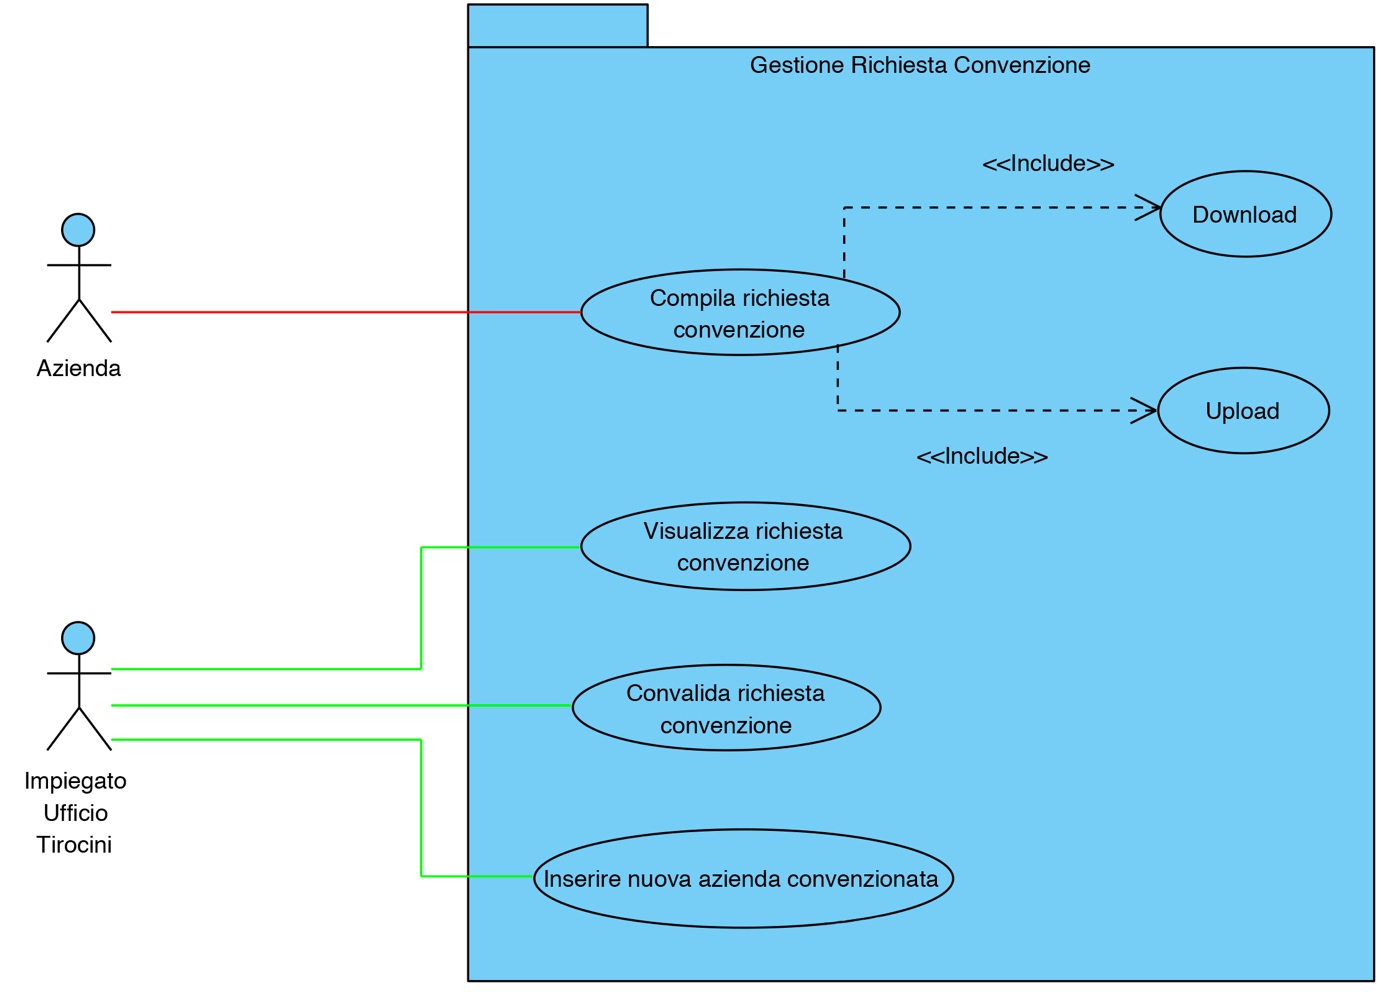 Gestione Richiesta Convenzione
<<Include>>
Download
Compila richiesta
convenzione
Azienda
Upload
<<Include>>
Visualizza richiesta
convenzione
Convalida richiesta
convenzione
Impiegato
Ufficio
Tirocini
Inserire nuova azienda convenzionata